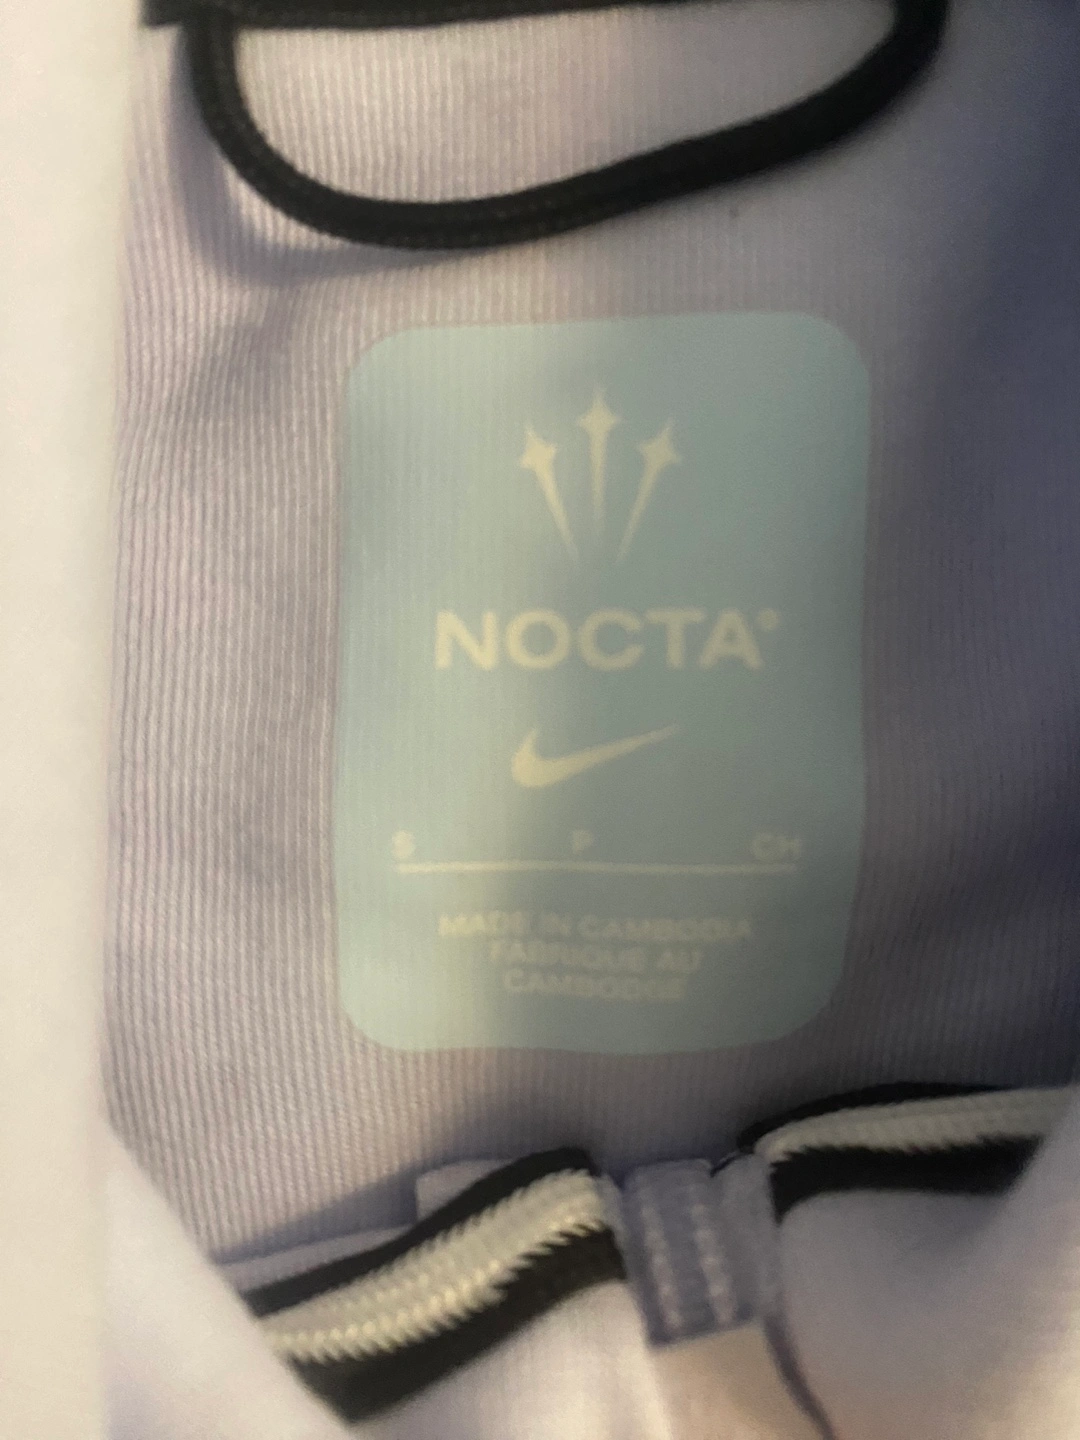 NOCTA®
S P CH
MADE IN CAMBODIA
FABRIQUE AU
CAMBODGE